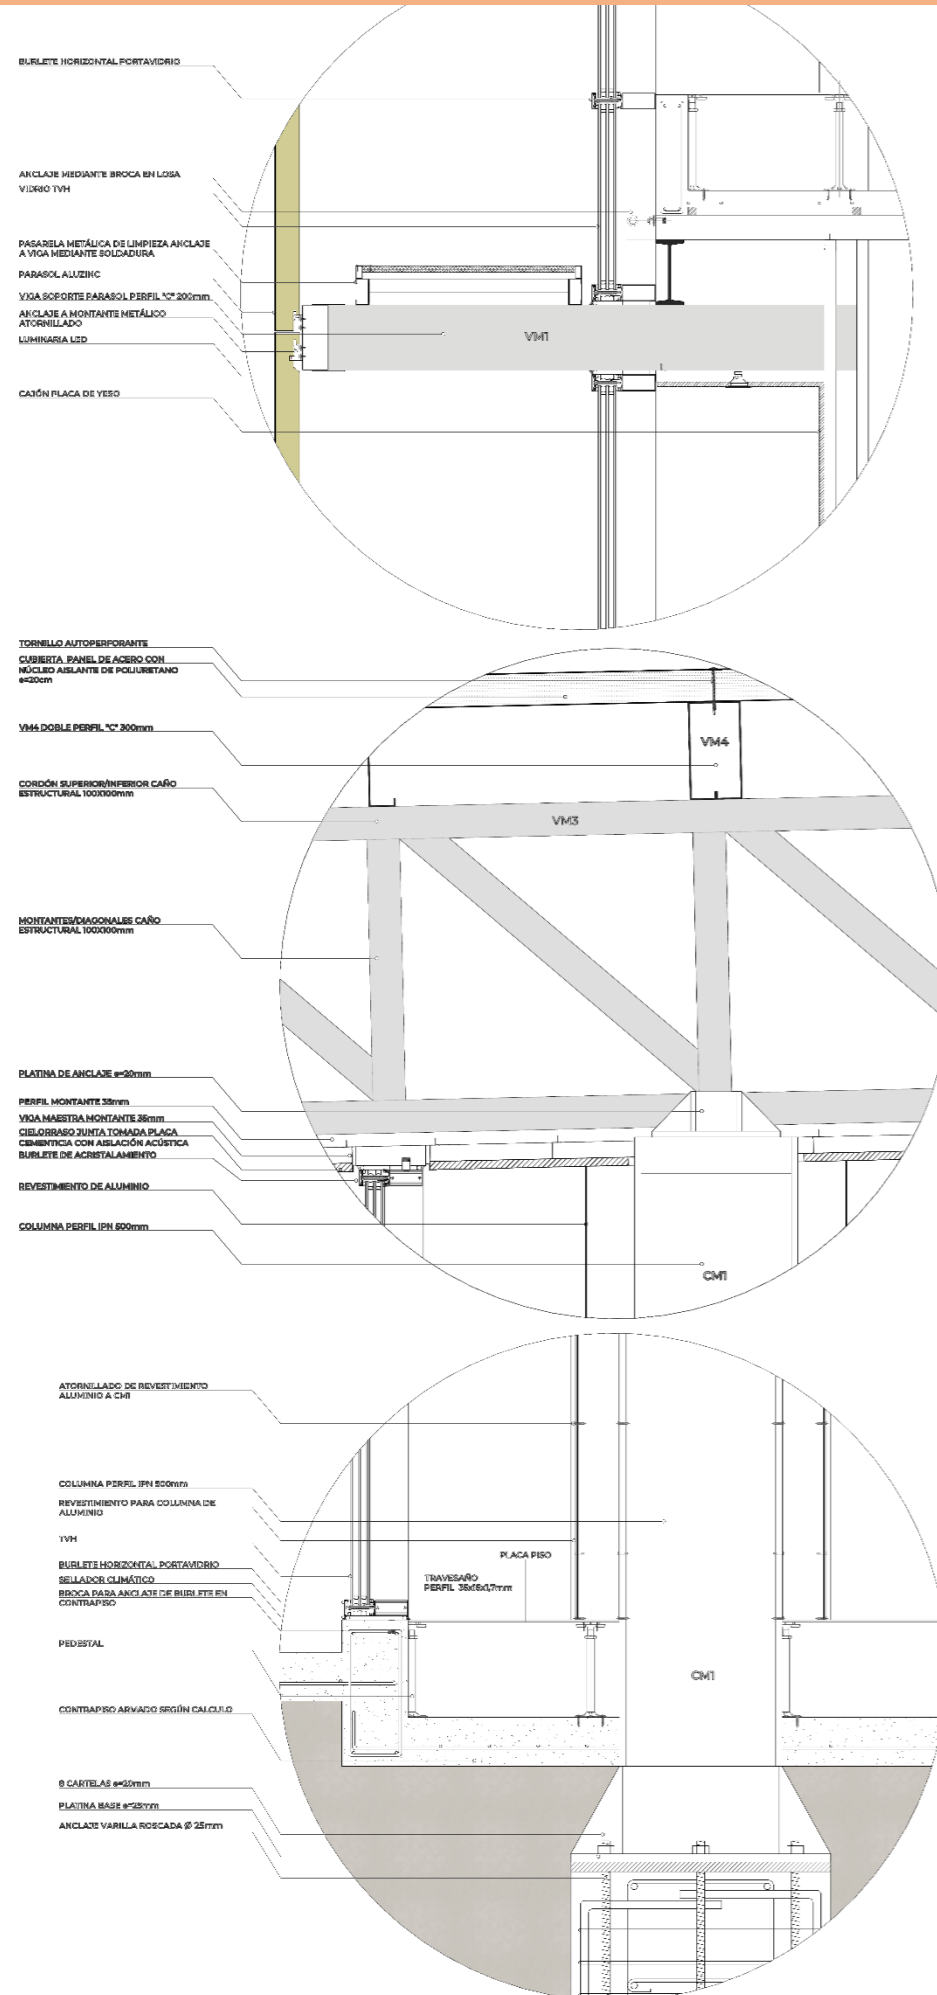 BURLETE HORIZONTAL PORTAVIDRIO
ANCLAJE MEDIANTE BROCA EN LOSA
VIDRIO TVH
PASARELA METÁLICA DE LIMPIEZA ANCLAJE
A VIGA MEDIANTE SOLDADURA
PARASOL ALUZINC
VIGA SOPORTE PARASOL PERFIL "C" 200mm
ANCLAJE A MONTANTE METÁLICO
ATORNILLADO
LUMINARIA LED
CAJÓN PLACA DE YESO
VM1
TORNILLO AUTOPERFORANTE
CUBIERTA PANEL DE ACERO CON
NÚCLEO AISLANTE DE POLIURETANO
e=20cm
VM4 DOBLE PERFIL "C" 300mm
VM4
CORDÓN SUPERIOR/INFERIOR CAÑO
ESTRUCTURAL 100X100mm
VM3
MONTANTES/DIAGONALES CAÑO
ESTRUCTURAL 100X100mm
PLATINA DE ANCLAJE e=20mm
PERFIL MONTANTE 35mm
VIGA MAESTRA MONTANTE 35mm
CIELORRASO JUNTA TOMADA PLACA
CEMENTICIA CON AISLACIÓN ACÚSTICA
BURLETE DE ACRISTALAMIENTO
REVESTIMIENTO DE ALUMINIO
COLUMNA PERFIL IPN 500mm
CM1
ATORNILLADO DE REVESTIMIENTO
ALUMINIO A CM1
COLUMNA PERFIL IPN 500mm
REVESTIMIENTO PARA COLUMNA DE
ALUMINIO
TVH
PLACA PISO
BURLETE HORIZONTAL PORTAVIDRIO
SELLADOR CLIMÁTICO
BROCA PARA ANCLAJE DE BURLETE EN
CONTRAPISO
TRAVESAÑO
PERFIL
PEDESTAL
CM1
CONTRAPISO ARMADO SEGÚN CALCULO
8 CARTELAS e=20mm
PLATINA BASE e=25mm
ANCLAJE VARILLA ROSCADA Ø 25mm